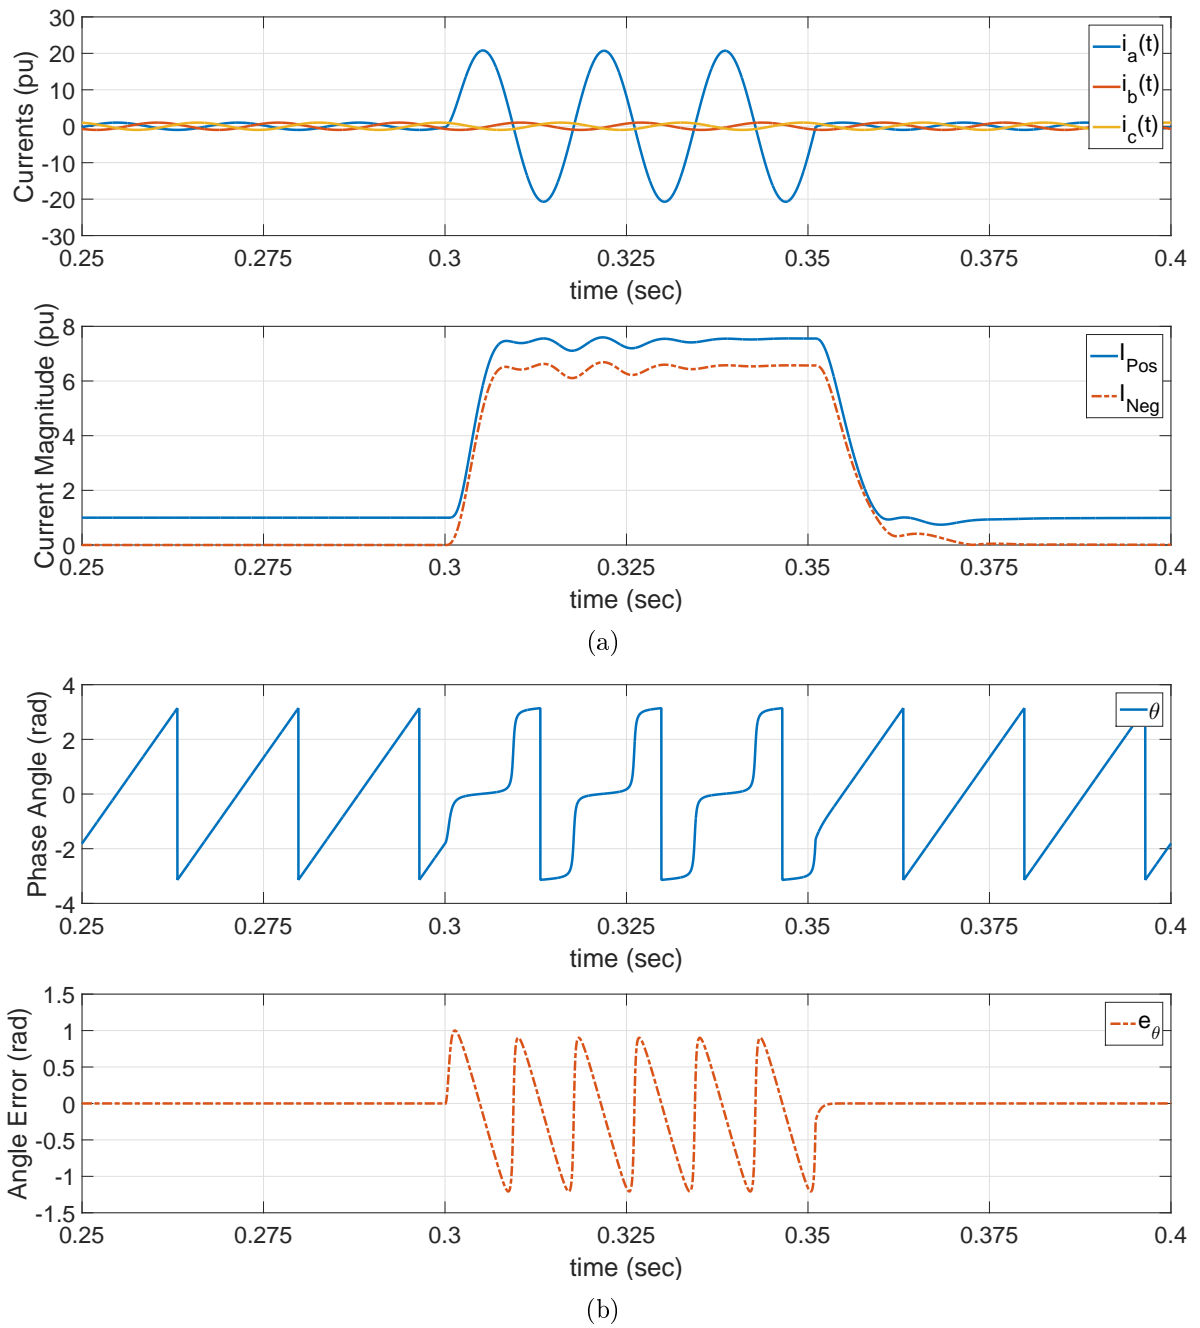 30
20
10
0
-10
-20
-30
Currents (pu)
i_a(t)
i_b(t)
i_c(t)
0.25 0.275 0.3 0.325 0.35 0.375 0.4
time (sec)
8
6
4
2
0
Current Magnitude (pu)
I_Pos
I_Neg
0.25 0.275 0.3 0.325 0.35 0.375 0.4
time (sec)
(a)
4
2
0
-2
-4
Phase Angle (rad)
θ
0.25 0.275 0.3 0.325 0.35 0.375 0.4
time (sec)
1.5
1
0.5
0
-0.5
-1
-1.5
Angle Error (rad)
e_θ
0.25 0.275 0.3 0.325 0.35 0.375 0.4
time (sec)
(b)